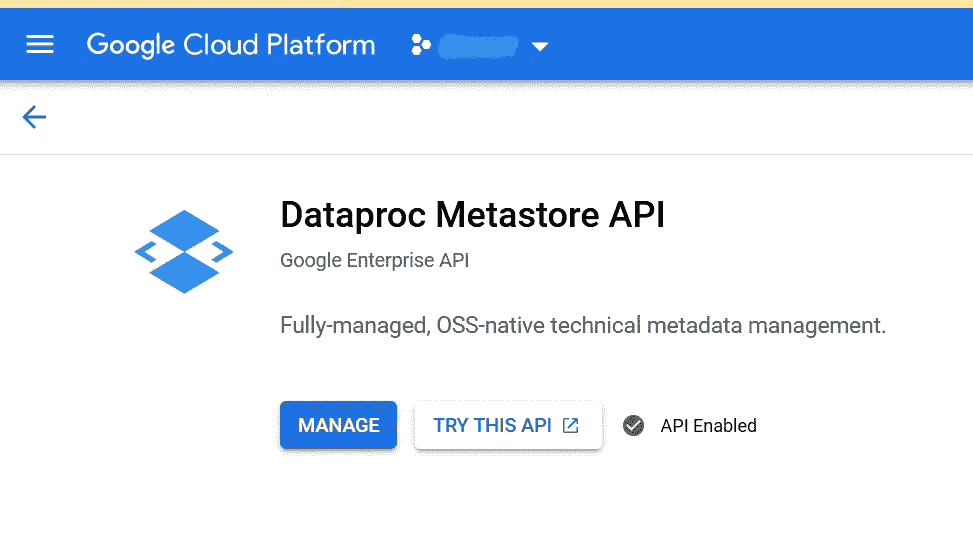 Google Cloud Platform
Dataproc Metastore API
Google Enterprise API
Fully-managed, OSS-native technical metadata management.
MANAGE TRY THIS API API Enabled